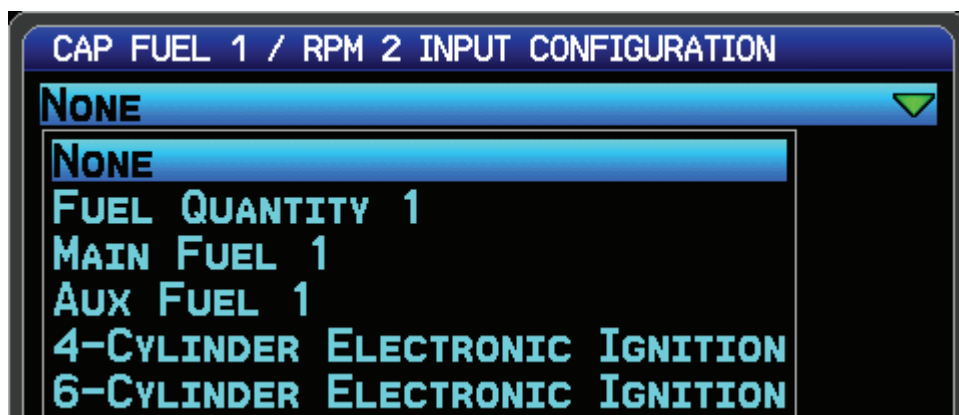 CAP FUEL 1 / RPM 2 INPUT CONFIGURATION
NONE
NONE
FUEL QUANTITY 1
MAIN FUEL 1
AUX FUEL 1
4-CYLINDER ELECTRONIC IGNITION
6-CYLINDER ELECTRONIC IGNITION